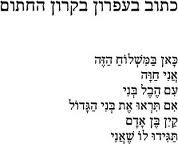 כתוב בעפרון בקרון החתום
כָּאן בַּמִּשְׁלוֹחַ הַזֶּה
אֲנִי חַוָּה
עִם הֶבֶל בְּנִי
אִם תִּרְאוּ אֶת בְּנִי הַגָּדוֹל
קַיִן בֶּן אָדָם
תַּגִּידוּ לוֹ שֶׁאֲנִי